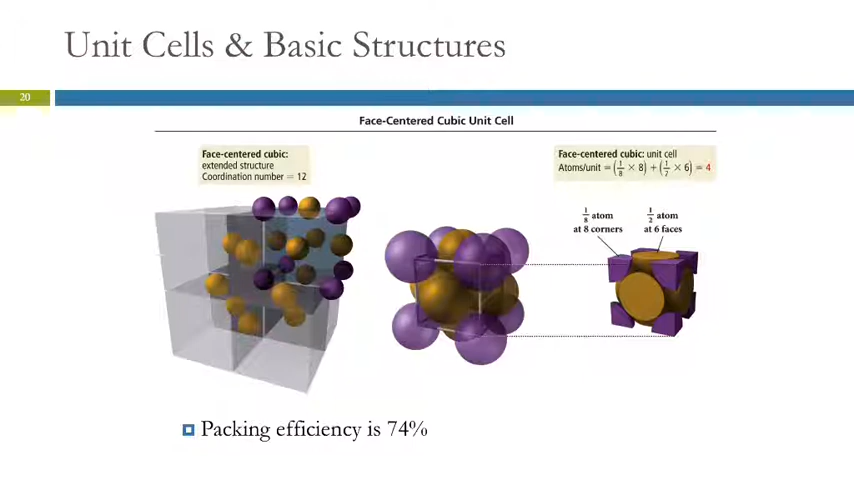 Unit Cells & Basic Structures
20
Face-Centered Cubic Unit Cell
Face-centered cubic:
extended structure
Coordination number = 12
Face-centered cubic: unit cell
Atoms/unit = (1/8 × 8) + (1/2 × 6) = 4
1/8 atom
at 8 corners
1/2 atom
at 6 faces
Packing efficiency is 74%